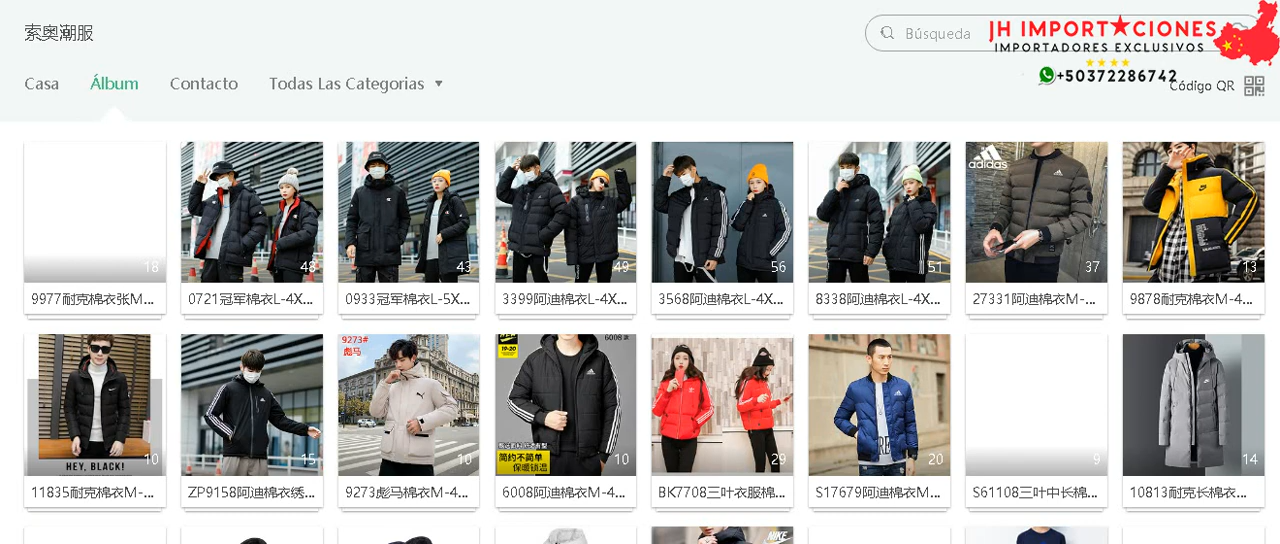 索奥潮服
Búsqueda
JH IMPORT★CIONES
IMPORTADORES EXCLUSIVOS
+50372286742
Código QR
Casa
Álbum
Contacto
Todas Las Categorias
18
48
43
49
56
51
adidas
37
13
9977耐克棉衣张M...
0721冠军棉衣L-4X...
0933冠军棉衣L-5X...
3399阿迪棉衣L-4X...
3568阿迪棉衣L-4X...
8338阿迪棉衣L-4X...
27331阿迪棉衣M-...
9878耐克棉衣M-4...
HEY, BLACK!
10
15
9273#
彪马
10
6008#
19-20
简约不简单
保暖锁温
10
29
20
9
14
11835耐克棉衣M-...
ZP9158阿迪棉衣绣...
9273彪马棉衣M-4...
6008阿迪棉衣M-4...
BK7708三叶衣服棉...
S17679阿迪棉衣M...
S61108三叶中长棉...
10813耐克长棉衣...
NIKE